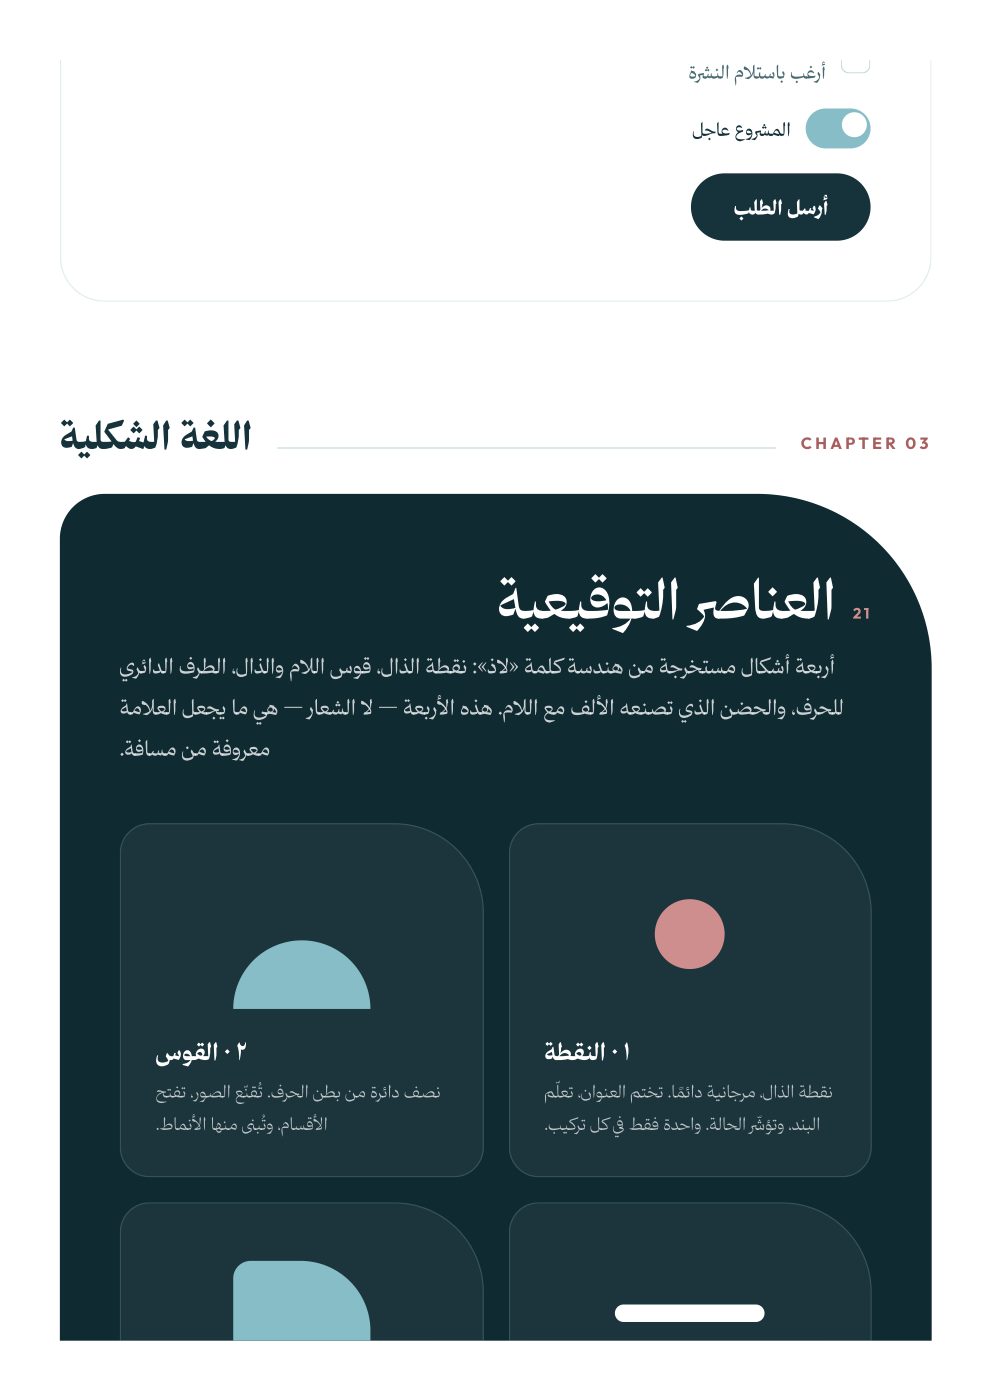 أرغب باستلام النشرة
المشروع عاجل
أرسل الطلب
CHAPTER 03
اللغة الشكلية
21
العناصر التوقيعية
أربعة أشكال مستخرجة من هندسة كلمة «لاذ»: نقطة الذال، قوس اللام والذال، الطرف الدائري
للحرف، والحضن الذي تصنعه الألف مع اللام. هذه الأربعة — لا الشعار — هي ما يجعل العلامة
معروفة من مسافة.
٠١ النقطة
نقطة الذال، مرجانية دائمًا. تختم العنوان، تعلّم
البند، وتؤشّر الحالة. واحدة فقط في كل تركيب.
٠٢ القوس
نصف دائرة من بطن الحرف. تُقنّع الصور، تفتح
الأقسام، وتُبنى منها الأنماط.